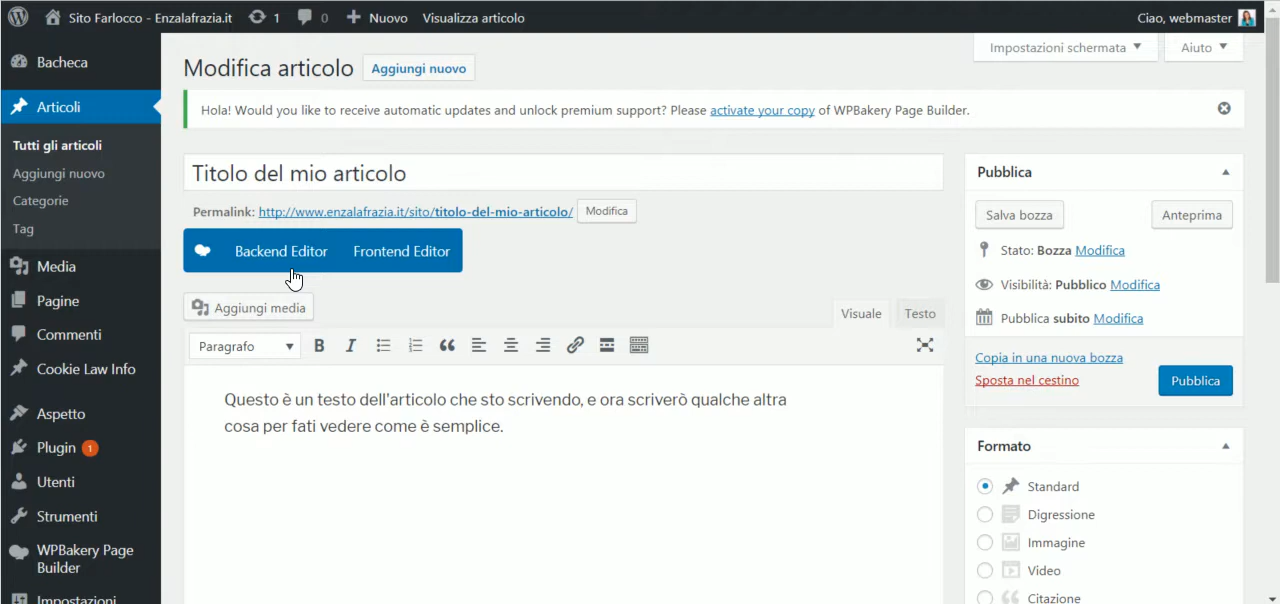 Sito Farlocco - Enzalafrazia.it 1 0 Nuovo Visualizza articolo Ciao, webmaster
Impostazioni schermata Aiuto
Bacheca
Articoli
Tutti gli articoli
Aggiungi nuovo
Categorie
Tag
Media
Pagine
Commenti
Cookie Law Info
Aspetto
Plugin 1
Utenti
Strumenti
WPBakery Page
Builder
Impostazioni
Modifica articolo Aggiungi nuovo
Hola! Would you like to receive automatic updates and unlock premium support? Please activate your copy of WPBakery Page Builder.
Titolo del mio articolo
Permalink: http://www.enzalafrazia.it/sito/titolo-del-mio-articolo/ Modifica
Backend Editor Frontend Editor
Aggiungi media
Visuale Testo
Paragrafo B I
Questo è un testo dell'articolo che sto scrivendo, e ora scriverò qualche altra
cosa per fati vedere come è semplice.
Pubblica
Salva bozza Anteprima
Stato: Bozza Modifica
Visibilità: Pubblico Modifica
Pubblica subito Modifica
Copia in una nuova bozza
Sposta nel cestino
Pubblica
Formato
Standard
Digressione
Immagine
Video
Citazione